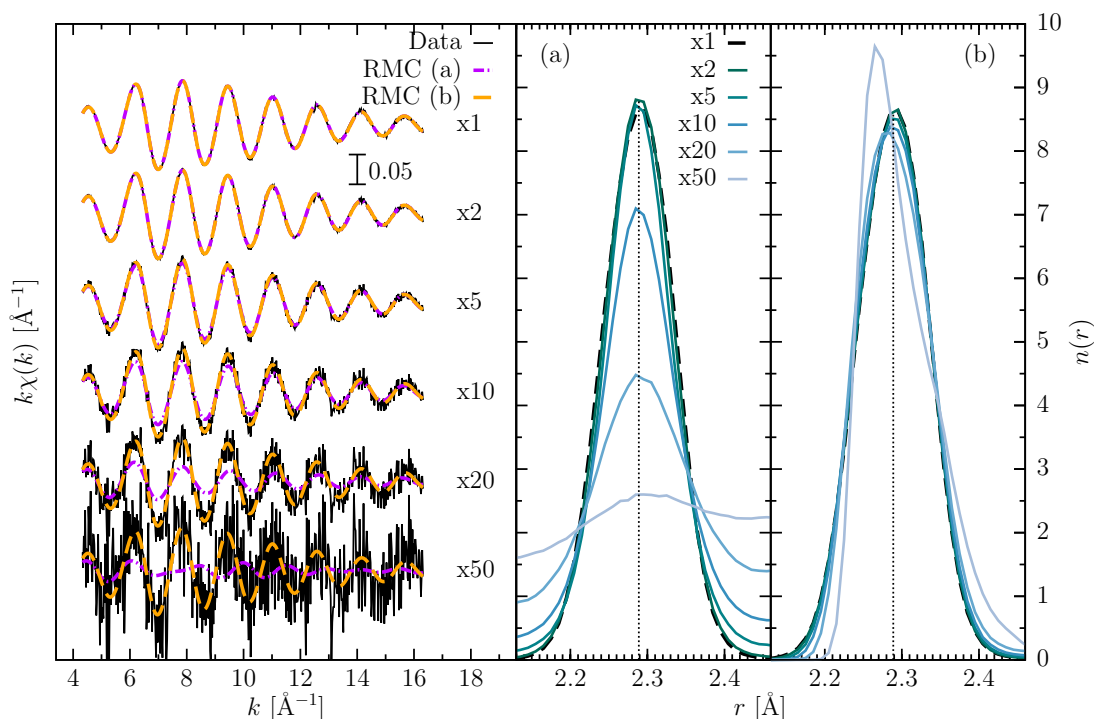 Data
RMC (a)
RMC (b)
x1
0.05
x2
x5
x10
x20
x50
kχ(k) [Å⁻¹]
4 6 8 10 12 14 16 18
k [Å⁻¹]
(a)
x1
x2
x5
x10
x20
x50
2.2 2.3 2.4
r [Å]
(b)
2.2 2.3 2.4
10
9
8
7
6
5
4
3
2
1
0
n(r)